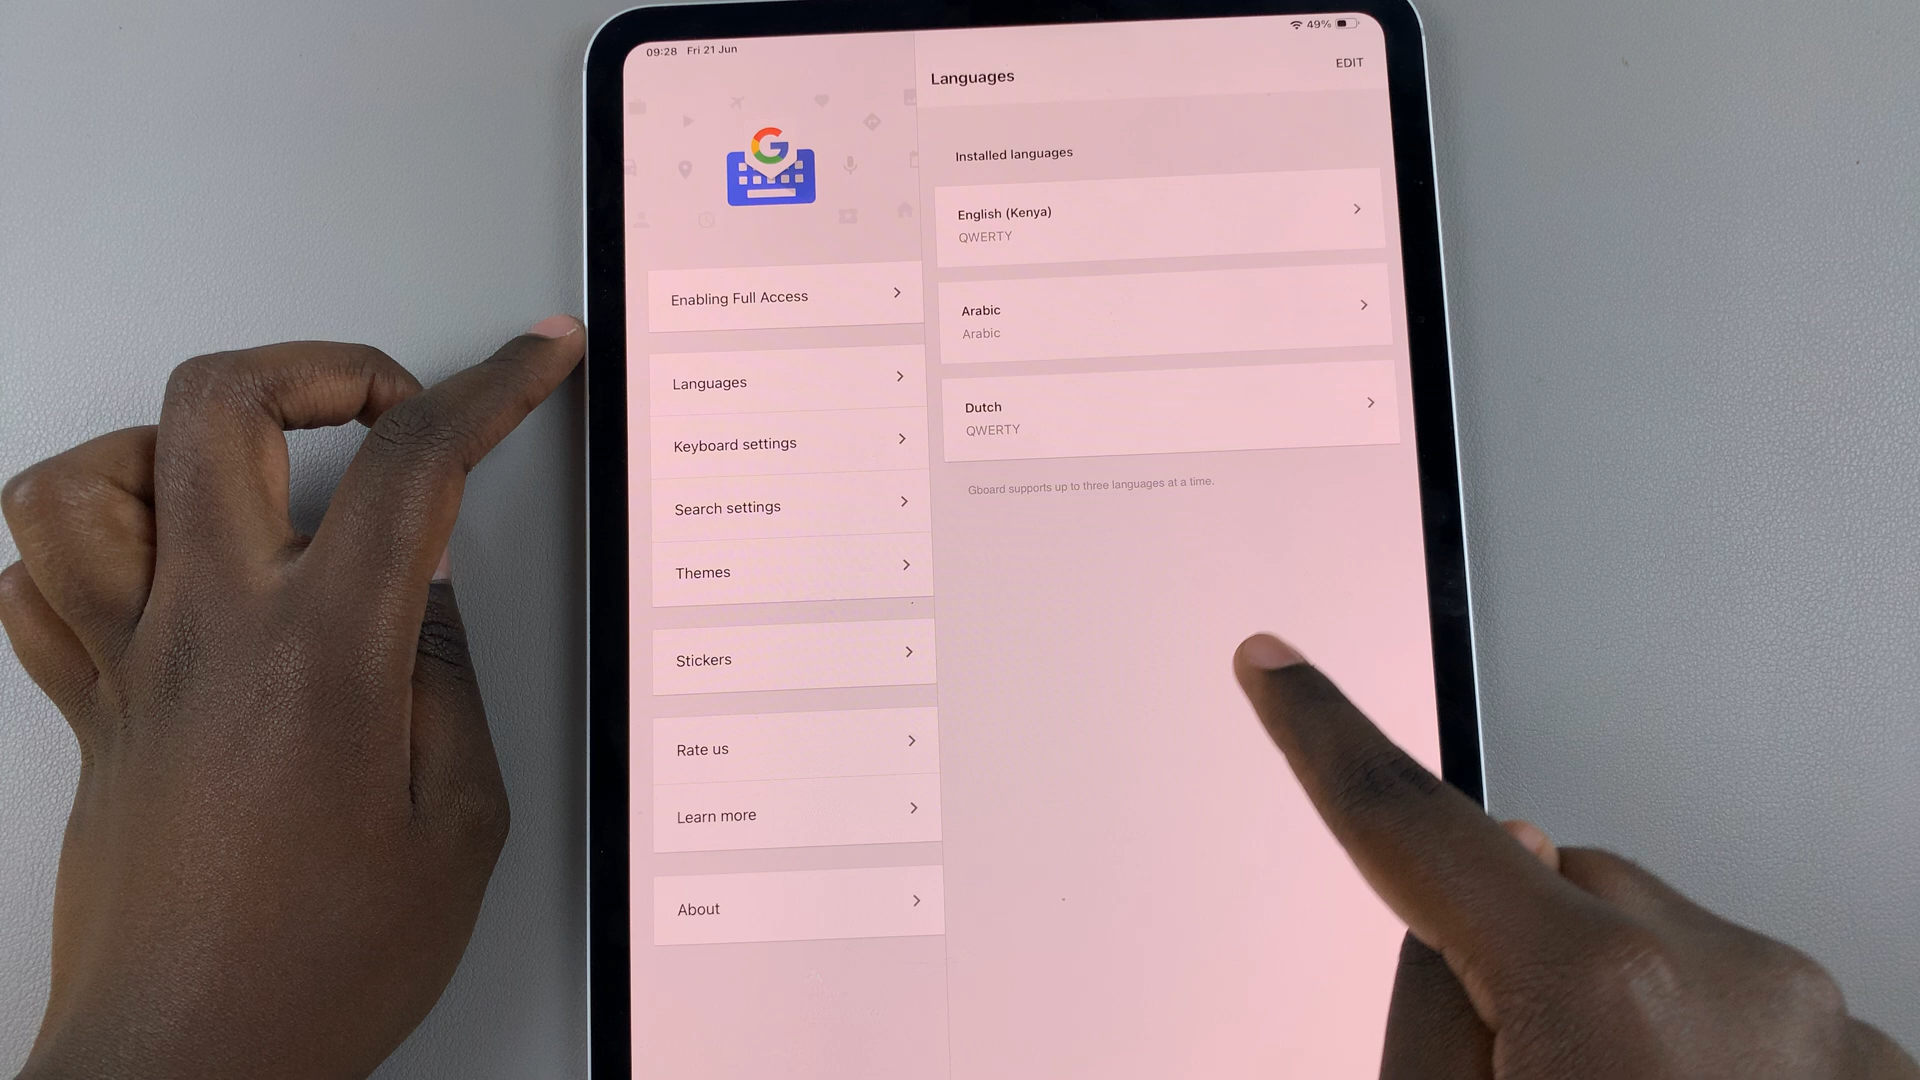 09:28 Fri 21 Jun
49%
Enabling Full Access
Languages
Keyboard settings
Search settings
Themes
Stickers
Rate us
Learn more
About
Languages
EDIT
Installed languages
English (Kenya)
QWERTY
Arabic
Arabic
Dutch
QWERTY
Gboard supports up to three languages at a time.